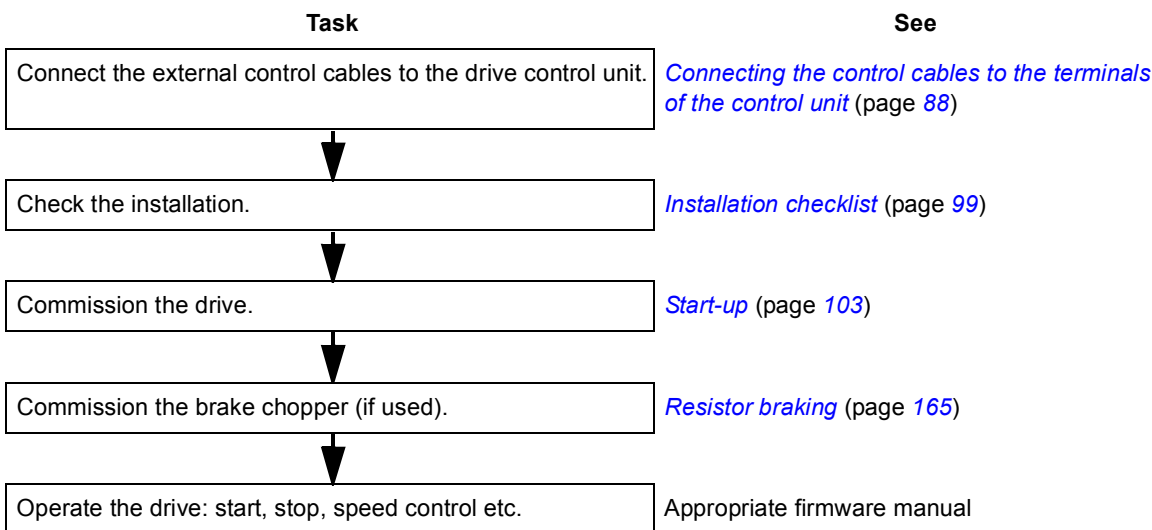 Task See
Connect the external control cables to the drive control unit. Connecting the control cables to the terminals
of the control unit (page 88)
Check the installation. Installation checklist (page 99)
Commission the drive. Start-up (page 103)
Commission the brake chopper (if used). Resistor braking (page 165)
Operate the drive: start, stop, speed control etc. Appropriate firmware manual